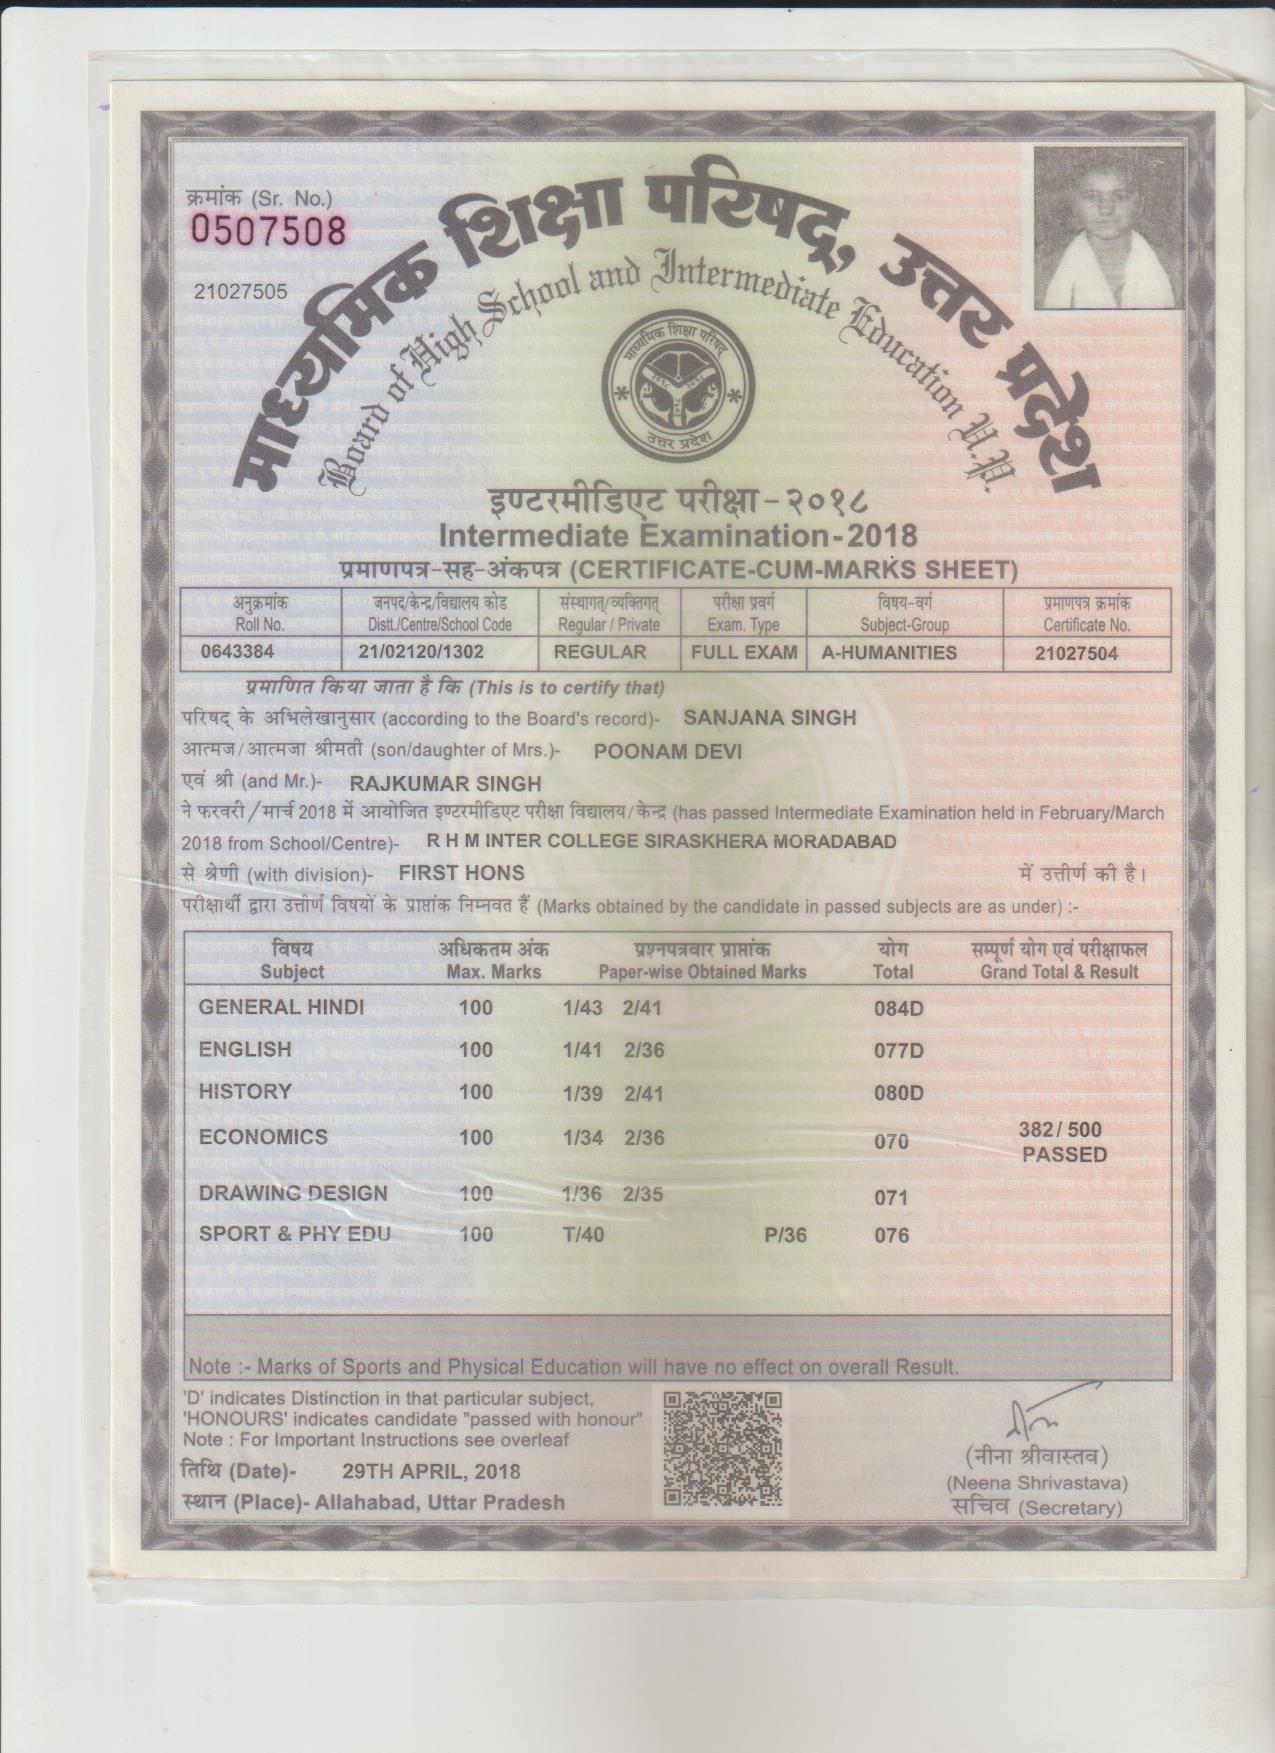 क्रमांक (Sr. No.)
0507508
21027505
माध्यमिक शिक्षा परिषद्, उत्तर प्रदेश
Board of High School and Intermediate Education U.P.
माध्यमिक शिक्षा परिषद
२०१८ २०१८
२०१८
उत्तर प्रदेश
इण्टरमीडिएट परीक्षा-२०१८
Intermediate Examination-2018
प्रमाणपत्र-सह-अंकपत्र (CERTIFICATE-CUM-MARKS SHEET)
अनुक्रमांक जनपद/केन्द्र/विद्यालय कोड संस्थागत्/व्यक्तिगत् परीक्षा प्रवर्ग विषय-वर्ग प्रमाणपत्र क्रमांक
Roll No. Distt./Centre/School Code Regular / Private Exam. Type Subject-Group Certificate No.
0643384 21/02120/1302 REGULAR FULL EXAM A-HUMANITIES 21027504
प्रमाणित किया जाता है कि (This is to certify that)
परिषद् के अभिलेखानुसार (according to the Board's record)- SANJANA SINGH
आत्मज/आत्मजा श्रीमती (son/daughter of Mrs.)- POONAM DEVI
एवं श्री (and Mr.)- RAJKUMAR SINGH
ने फरवरी/मार्च 2018 में आयोजित इण्टरमीडिएट परीक्षा विद्यालय/केन्द्र (has passed Intermediate Examination held in February/March
2018 from School/Centre)- R H M INTER COLLEGE SIRASKHERA MORADABAD
से श्रेणी (with division)- FIRST HONS में उत्तीर्ण की है।
परीक्षार्थी द्वारा उत्तीर्ण विषयों के प्राप्तांक निम्नवत हैं (Marks obtained by the candidate in passed subjects are as under) :-
विषय अधिकतम अंक प्रश्नपत्रवार प्राप्तांक योग सम्पूर्ण योग एवं परीक्षाफल
Subject Max. Marks Paper-wise Obtained Marks Total Grand Total & Result
GENERAL HINDI 100 1/43 2/41 084D
ENGLISH 100 1/41 2/36 077D
HISTORY 100 1/39 2/41 080D
ECONOMICS 100 1/34 2/36 070 382/ 500
PASSED
DRAWING DESIGN 100 1/36 2/35 071
SPORT & PHY EDU 100 T/40 P/36 076
Note :- Marks of Sports and Physical Education will have no effect on overall Result.
'D' indicates Distinction in that particular subject,
'HONOURS' indicates candidate "passed with honour"
Note : For Important Instructions see overleaf
तिथि (Date)- 29TH APRIL, 2018
स्थान (Place)- Allahabad, Uttar Pradesh
(नीना श्रीवास्तव)
(Neena Shrivastava)
सचिव (Secretary)